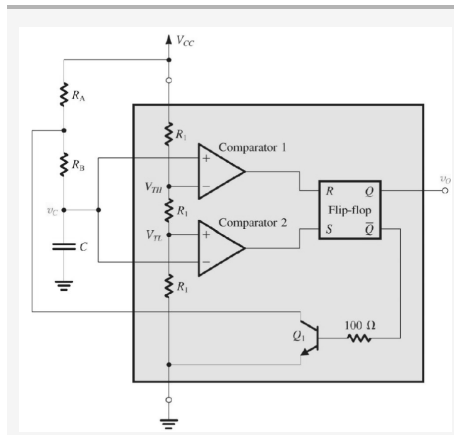 V_CC
R_A
R_1
Comparator 1
+
R_B
V_TH
−
R Q
v_O
v_C
R_1
Comparator 2
Flip-flop
V_TL
+
S Q̅
C
−
R_1
100 Ω
Q_1